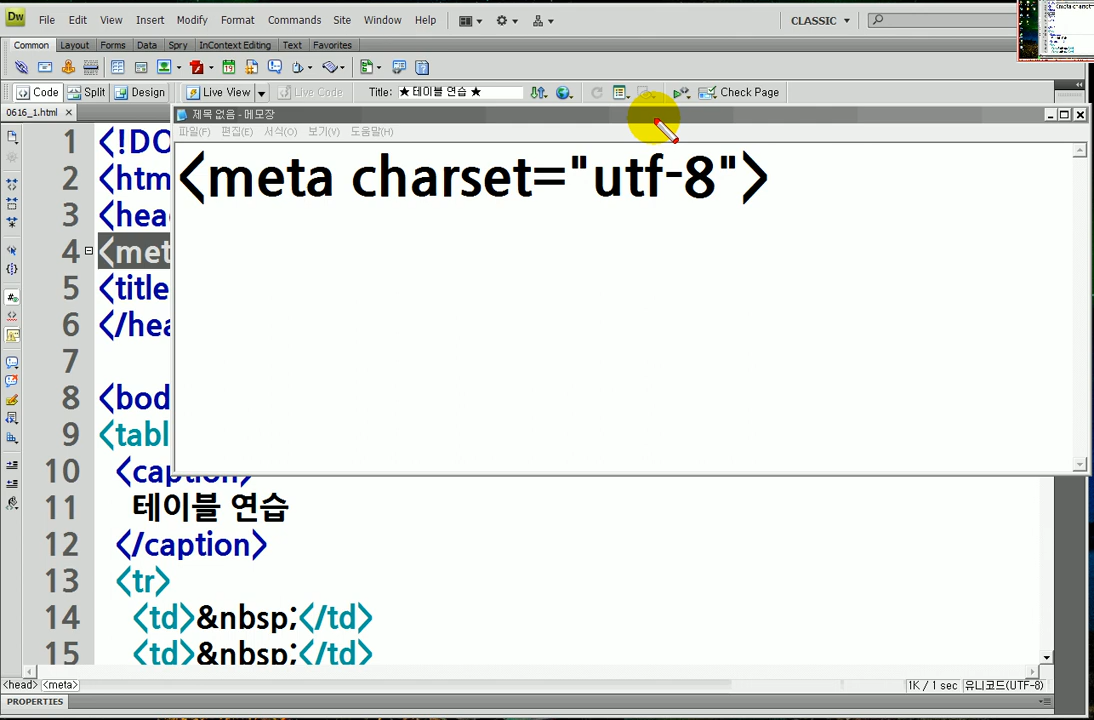 Dw File Edit View Insert Modify Format Commands Site Window Help CLASSIC
Common Layout Forms Data Spry InContext Editing Text Favorites
Code Split Design Live View Live Code Title: ★ 테이블 연습 ★ Check Page
0616_1.html
제목 없음 - 메모장
파일(F) 편집(E) 서식(O) 보기(V) 도움말(H)
<meta charset="utf-8">
1 <!DO
2 <htm
3 <hea
4 <met
5 <title
6 </hea
7
8 <bod
9 <tabl
10 <caption>
11 테이블 연습
12 </caption>
13 <tr>
14 <td>&nbsp;</td>
15 <td>&nbsp;</td>
<head> <meta> 1K / 1 sec 유니코드(UTF-8)
PROPERTIES